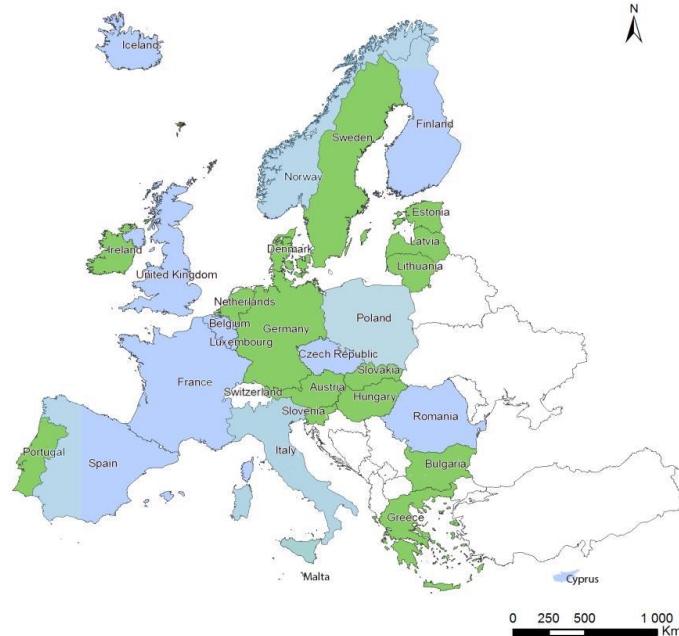 N
Iceland
Finland
Sweden
Norway
Estonia
Latvia
Denmark
Lithuania
Ireland
United Kingdom
Netherlands
Poland
Belgium
Germany
Luxembourg
Czech Republic
Slovakia
France
Switzerland
Austria
Hungary
Slovenia
Romania
Italy
Portugal
Spain
Bulgaria
Greece
Malta
Cyprus
0 250 500 1 000
Km